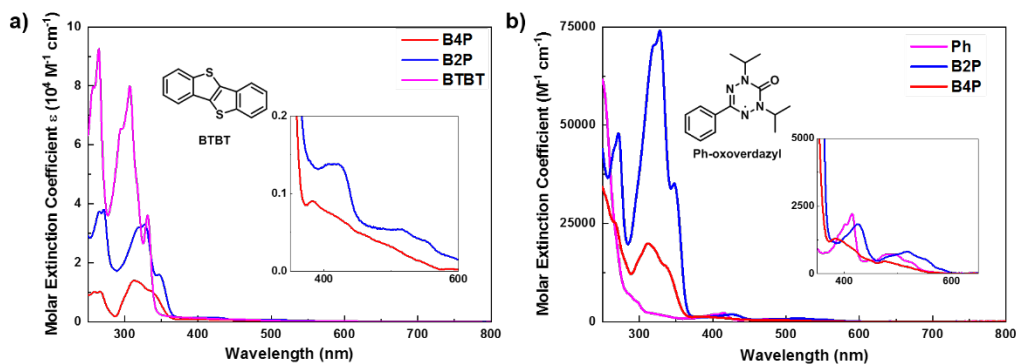 a)
Molar Extinction Coefficient ε (10⁴ M⁻¹ cm⁻¹)
10
8
6
4
2
0
B4P
B2P
BTBT
S
S
BTBT
0.2
0.1
0.0
400
600
300
400
500
600
700
800
Wavelength (nm)
b)
Molar Extinction Coefficient (M⁻¹ cm⁻¹)
75000
50000
25000
0
Ph
B2P
B4P
N
N
O
N
N
Ph-oxoverdazyl
5000
2500
0
400
600
300
400
500
600
700
800
Wavelength (nm)